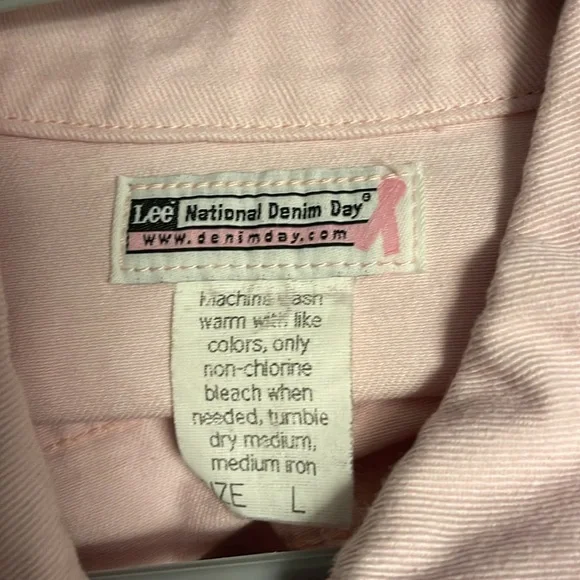 Lee National Denim Day®
www.denimday.com
Machine wash
warm with like
colors, only
non-chlorine
bleach when
needed, tumble
dry medium,
medium iron
ZE L